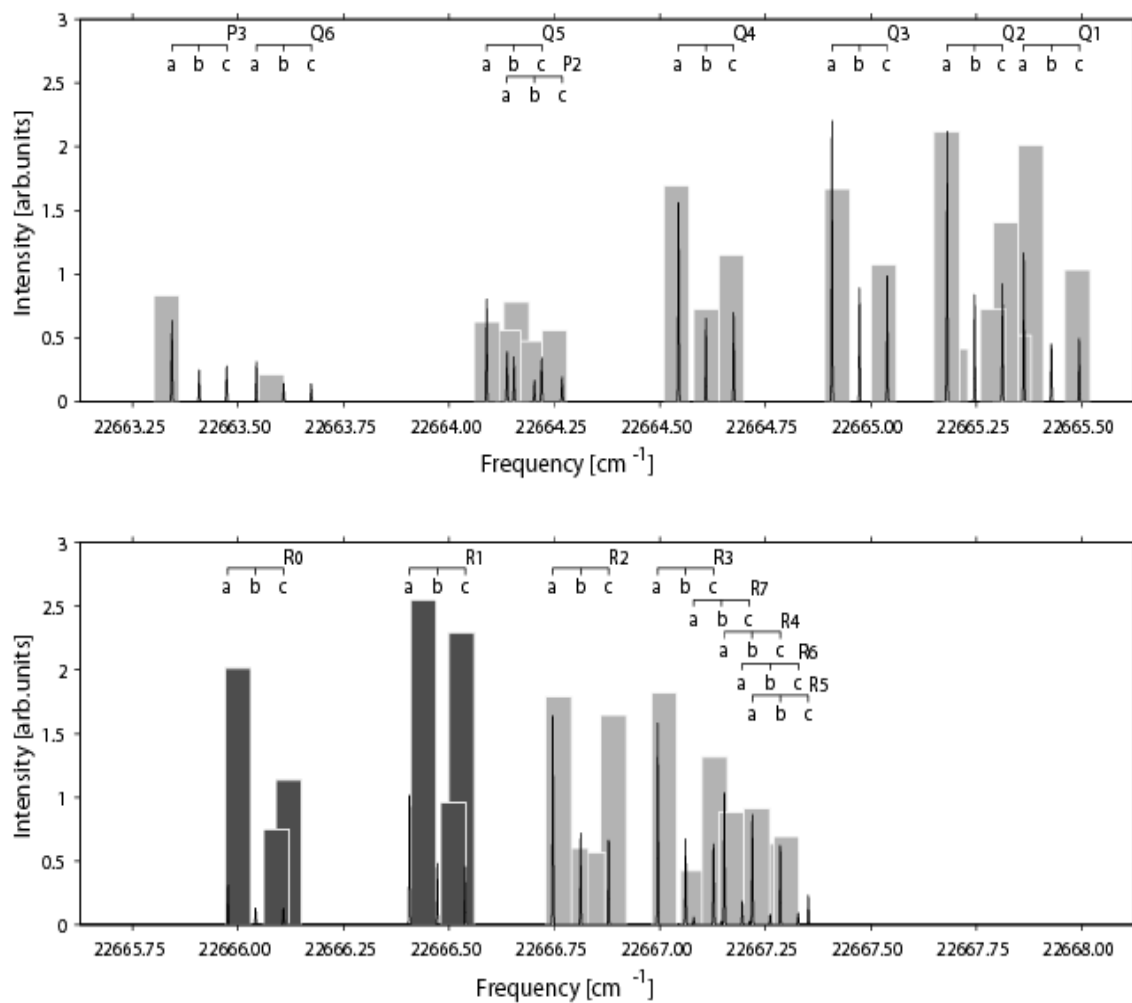 3
2.5
2
1.5
1
0.5
0
Intensity [arb.units]
P3 Q6 Q5 Q4 Q3 Q2 Q1
a b c a b c a b c a b c a b c a b c a b c
P2
a b c
22663.25 22663.50 22663.75 22664.00 22664.25 22664.50 22664.75 22665.00 22665.25 22665.50
Frequency [cm -1]
3
2.5
2
1.5
1
0.5
0
Intensity [arb.units]
R0 R1 R2 R3
a b c a b c a b c a b c
R7
a b c R4
a b c R6
a b c R5
a b c
22665.75 22666.00 22666.25 22666.50 22666.75 22667.00 22667.25 22667.50 22667.75 22668.00
Frequency [cm -1]